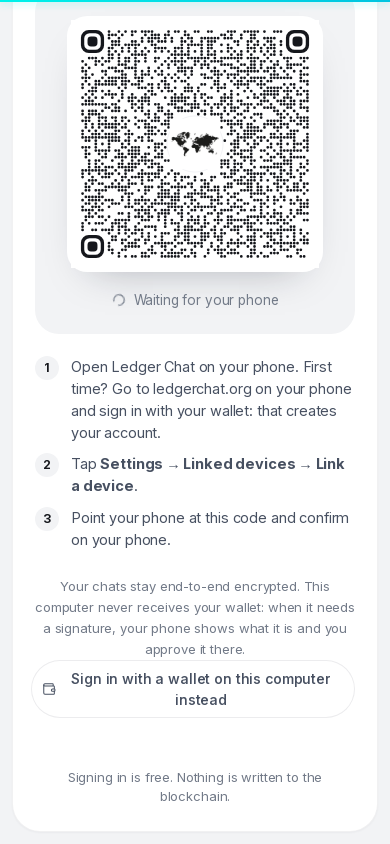 Waiting for your phone
1 Open Ledger Chat on your phone. First
time? Go to ledgerchat.org on your phone
and sign in with your wallet: that creates
your account.
2 Tap Settings → Linked devices → Link
a device.
3 Point your phone at this code and confirm
on your phone.
Your chats stay end-to-end encrypted. This
computer never receives your wallet: when it needs
a signature, your phone shows what it is and you
approve it there.
Sign in with a wallet on this computer
instead
Signing in is free. Nothing is written to the
blockchain.